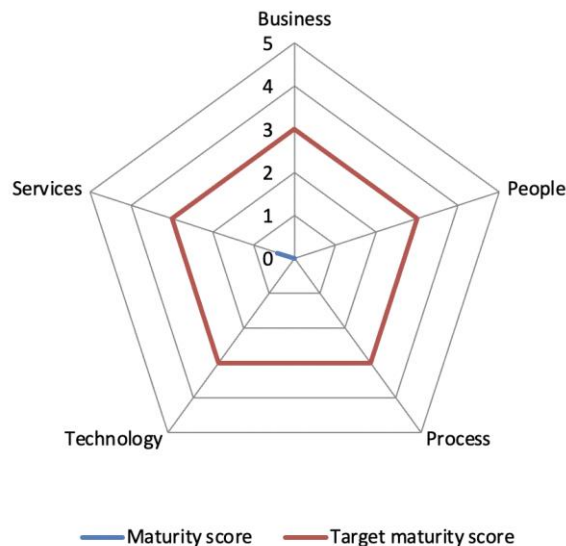 Business
5
4
3
2
1
0
Services
People
Technology
Process
Maturity score
Target maturity score